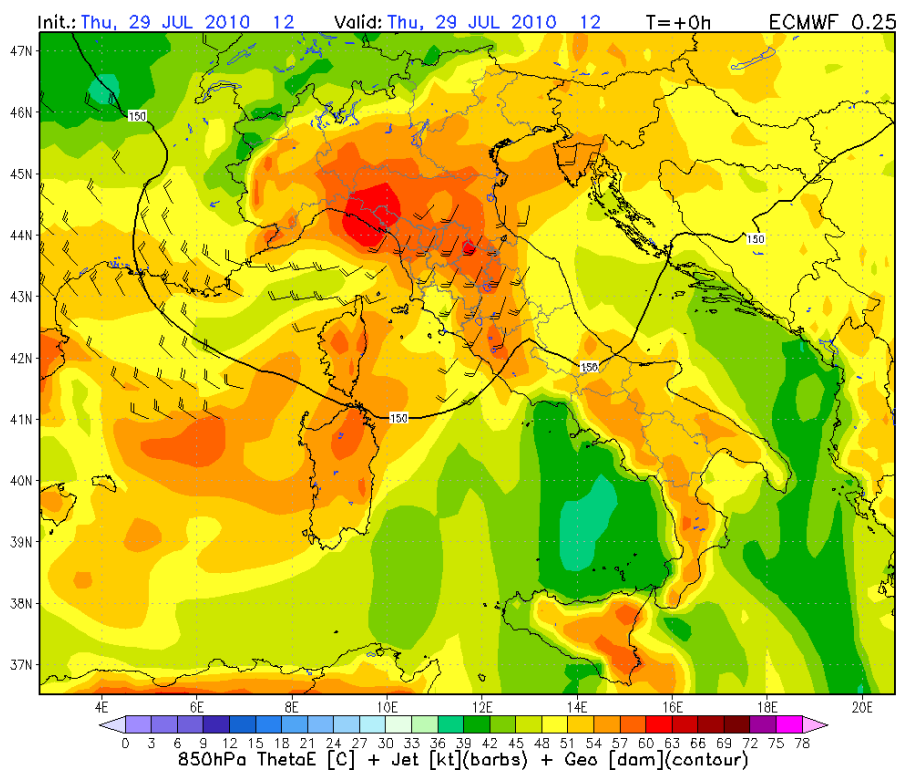 Init.: Thu, 29 JUL 2010 12 Valid: Thu, 29 JUL 2010 12 T=+0h ECMWF 0.25
47N
46N
150
45N
44N
150
43N
42N
150
41N
150
40N
39N
38N
37N
4E 6E 8E 10E 12E 14E 16E 18E 20E
0 3 6 9 12 15 18 21 24 27 30 33 36 39 42 45 48 51 54 57 60 63 66 69 72 75 78
850hPa ThetaE [C] + Jet [kt](barbs) + Geo [dam](contour)